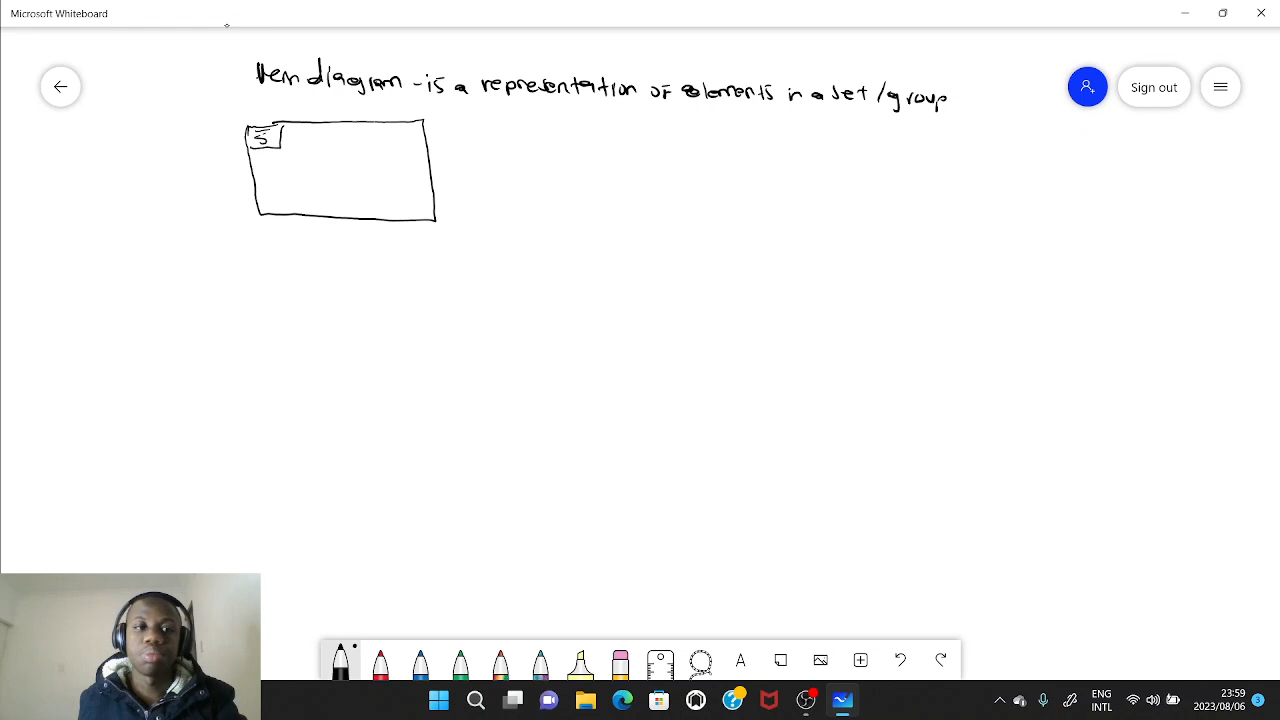 Microsoft Whiteboard
Venn diagram - is a representation of elements in a set/group
Sign out
S
A
ENG
INTL
23:59
2023/08/06
3